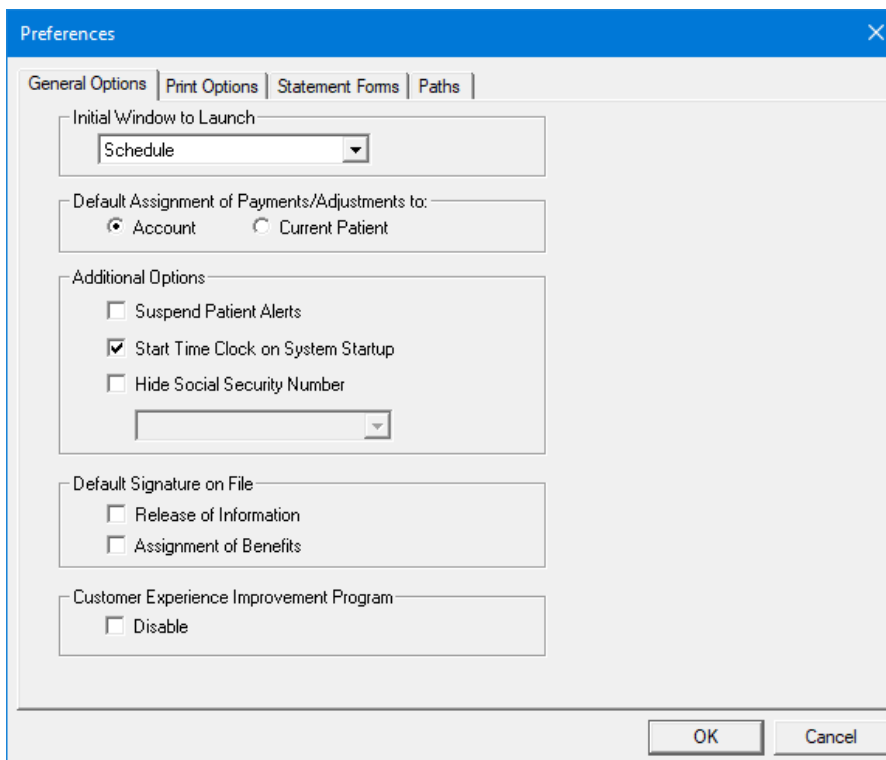 Preferences
General Options Print Options Statement Forms Paths
Initial Window to Launch
Schedule
Default Assignment of Payments/Adjustments to:
Account Current Patient
Additional Options
Suspend Patient Alerts
Start Time Clock on System Startup
Hide Social Security Number
Default Signature on File
Release of Information
Assignment of Benefits
Customer Experience Improvement Program
Disable
OK Cancel